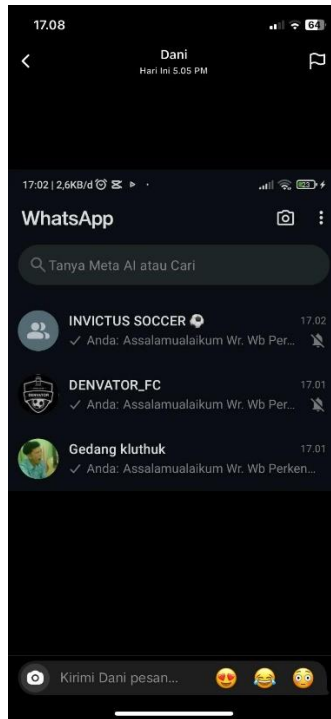 17.08
64
Dani
Hari Ini 5.05 PM
17:02 | 2,6KB/d
23
WhatsApp
Tanya Meta AI atau Cari
INVICTUS SOCCER
17.02
Anda: Assalamualaikum Wr. Wb Per...
DENVATOR_FC
17.01
Anda: Assalamualaikum Wr. Wb Per...
Gedang kluthuk
17.01
Anda: Assalamualaikum Wr. Wb Perken...
Kirimi Dani pesan...